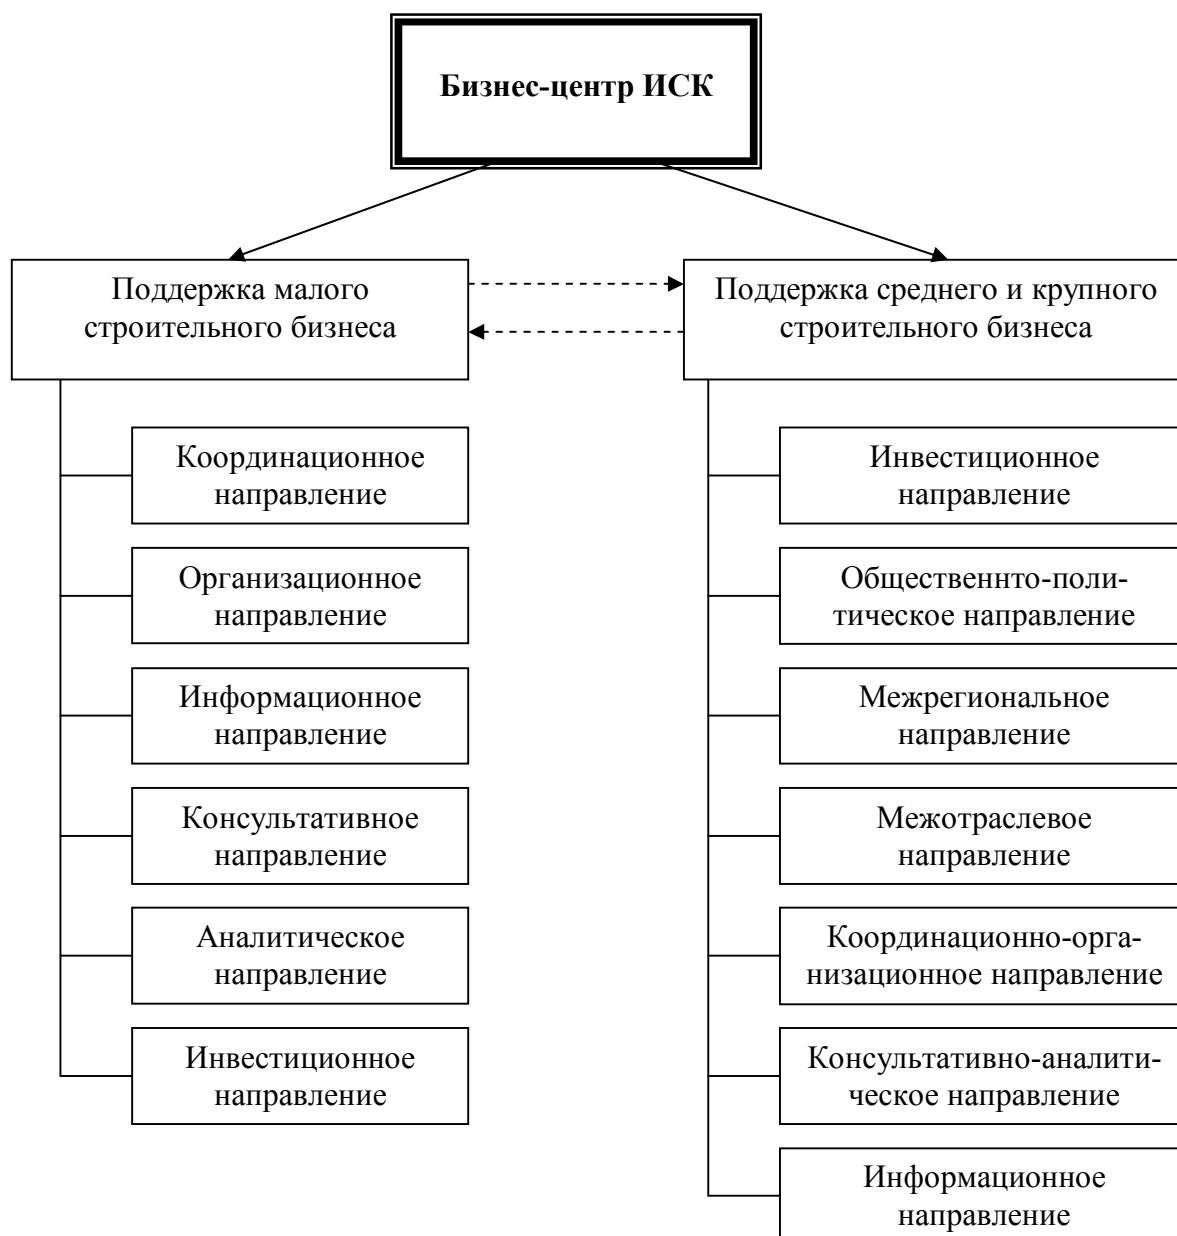 Бизнес-центр ИСК
Поддержка малого
строительного бизнеса
Поддержка среднего и крупного
строительного бизнеса
Координационное
направление
Организационное
направление
Информационное
направление
Консультативное
направление
Аналитическое
направление
Инвестиционное
направление
Инвестиционное
направление
Общественнто-поли-
тическое направление
Межрегиональное
направление
Межотраслевое
направление
Координационно-орга-
низационное направление
Консультативно-аналити-
ческое направление
Информационное
направление